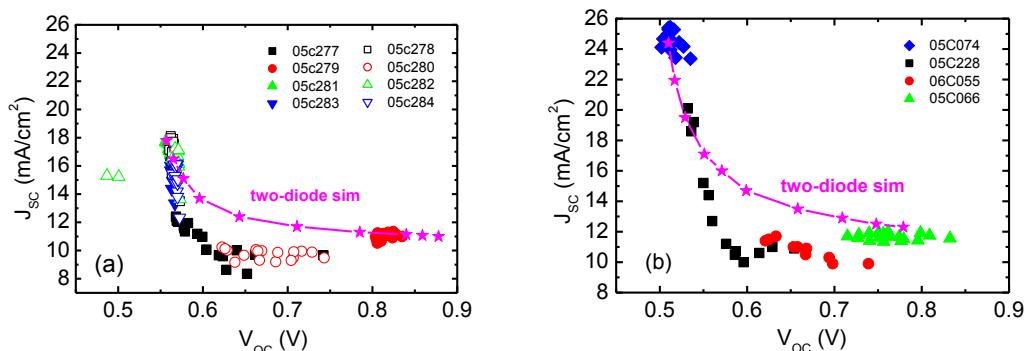 26
24
22
20
18
16
14
12
10
8
J_SC (mA/cm²)
05c277
05c279
05c281
05c283
05c278
05c280
05c282
05c284
two-diode sim
(a)
0.5 0.6 0.7 0.8 0.9
V_OC (V)
26
24
22
20
18
16
14
12
10
8
J_SC (mA/cm²)
05C074
05C228
06C055
05C066
two-diode sim
(b)
0.4 0.5 0.6 0.7 0.8 0.9
V_OC (V)